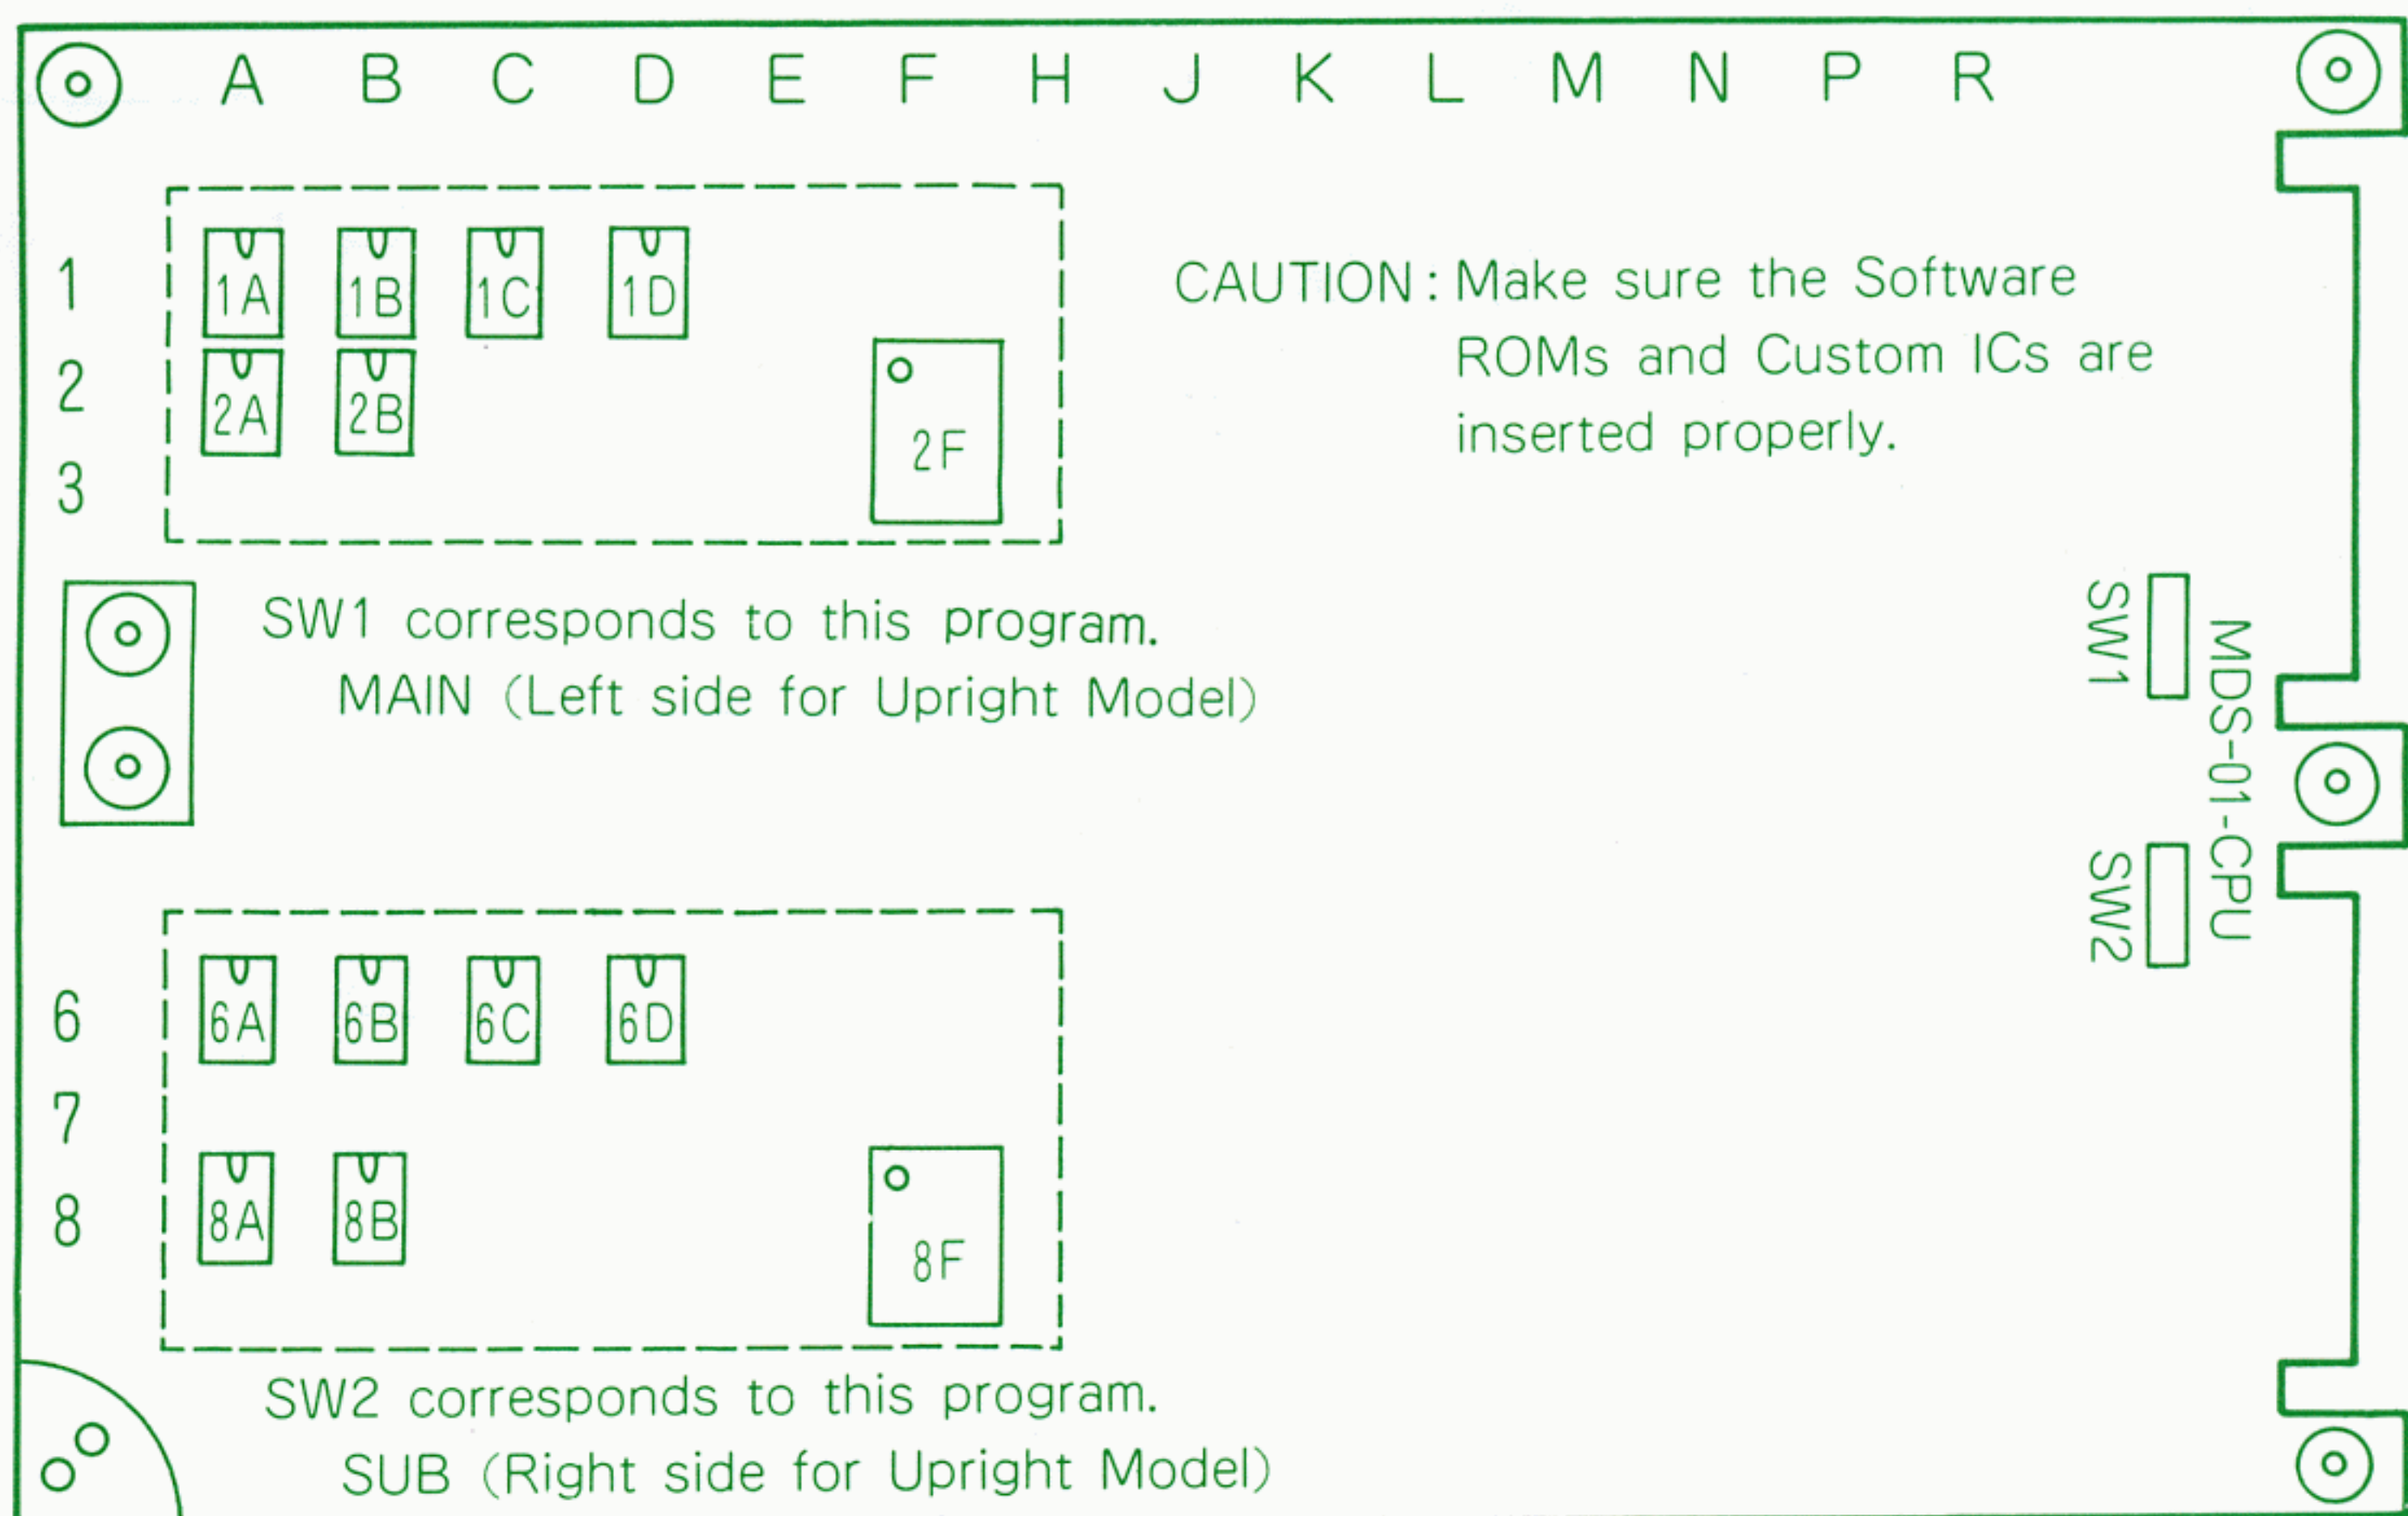 A B C D E F H J K L M N P R
1
1A 1B 1C 1D
CAUTION: Make sure the Software
ROMs and Custom ICs are
inserted properly.
2
2A 2B
2F
3
SW1 corresponds to this program.
MAIN (Left side for Upright Model)
SW1
MDS-01-CPU
SW2
6
6A 6B 6C 6D
7
8
8A 8B
8F
SW2 corresponds to this program.
SUB (Right side for Upright Model)